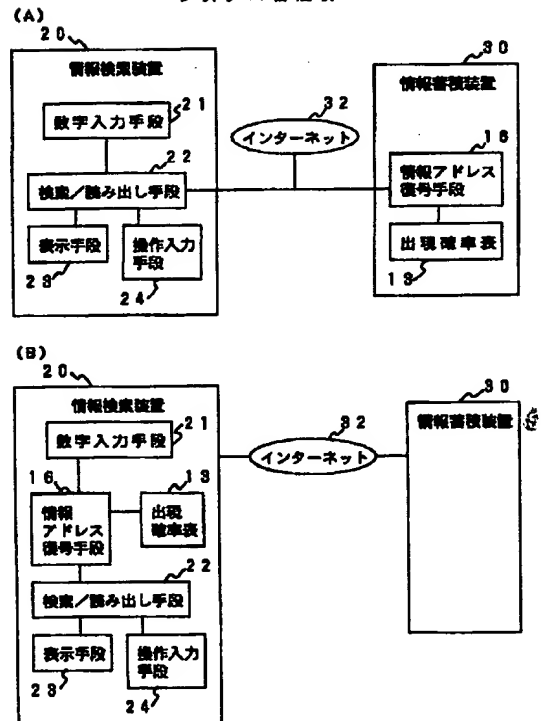 (A)
20
情報検索装置
21
数字入力手段
22
検索/読み出し手段
表示手段
23
操作入力
手段
24
32
インターネット
30
情報蓄積装置
16
情報アドレス
復号手段
出現確率表
13
(B)
20
情報検索装置
21
数字入力手段
16
情報
アドレス
復号手段
13
出現
確率表
22
検索/読み出し手段
表示手段
23
操作入力
手段
24
32
インターネット
30
情報蓄積装置